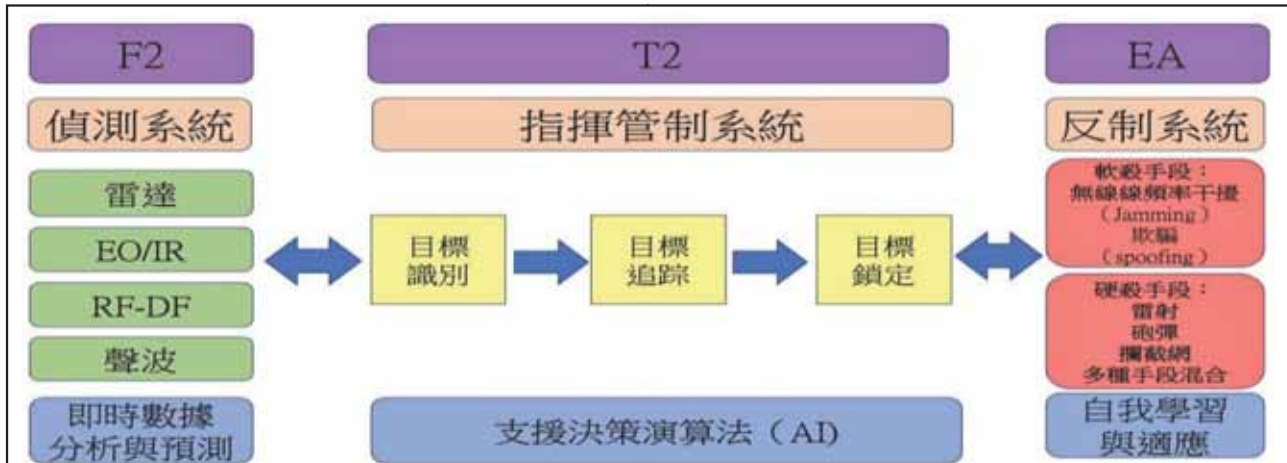 F2
T2
EA
偵測系統
指揮管制系統
反制系統
雷達
EO/IR
RF-DF
聲波
目標
識別
目標
追踪
目標
鎖定
軟殺手段：
無線線頻率干擾
（Jamming）
欺騙
（spoofing）
硬殺手段：
雷射
砲彈
攔截網
多種手段混合
即時數據
分析與預測
支援決策演算法（AI）
自我學習
與適應